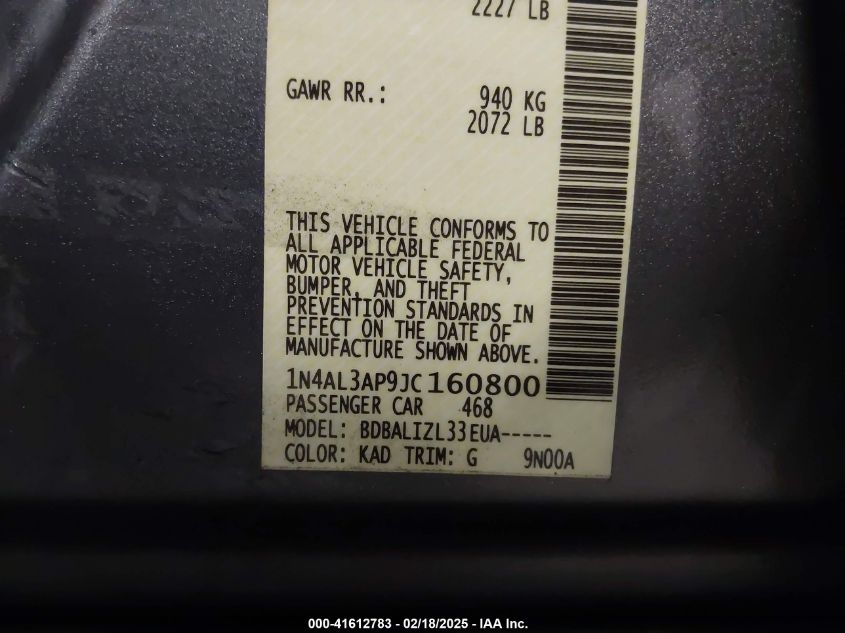 2227 LB
GAWR RR.: 940 KG
2072 LB
THIS VEHICLE CONFORMS TO
ALL APPLICABLE FEDERAL
MOTOR VEHICLE SAFETY,
BUMPER, AND THEFT
PREVENTION STANDARDS IN
EFFECT ON THE DATE OF
MANUFACTURE SHOWN ABOVE.
1N4AL3AP9JC160800
PASSENGER CAR 468
MODEL: BDBALIZL33EUA-----
COLOR: KAD TRIM: G 9N00A
000-41612783 - 02/18/2025 - IAA Inc.